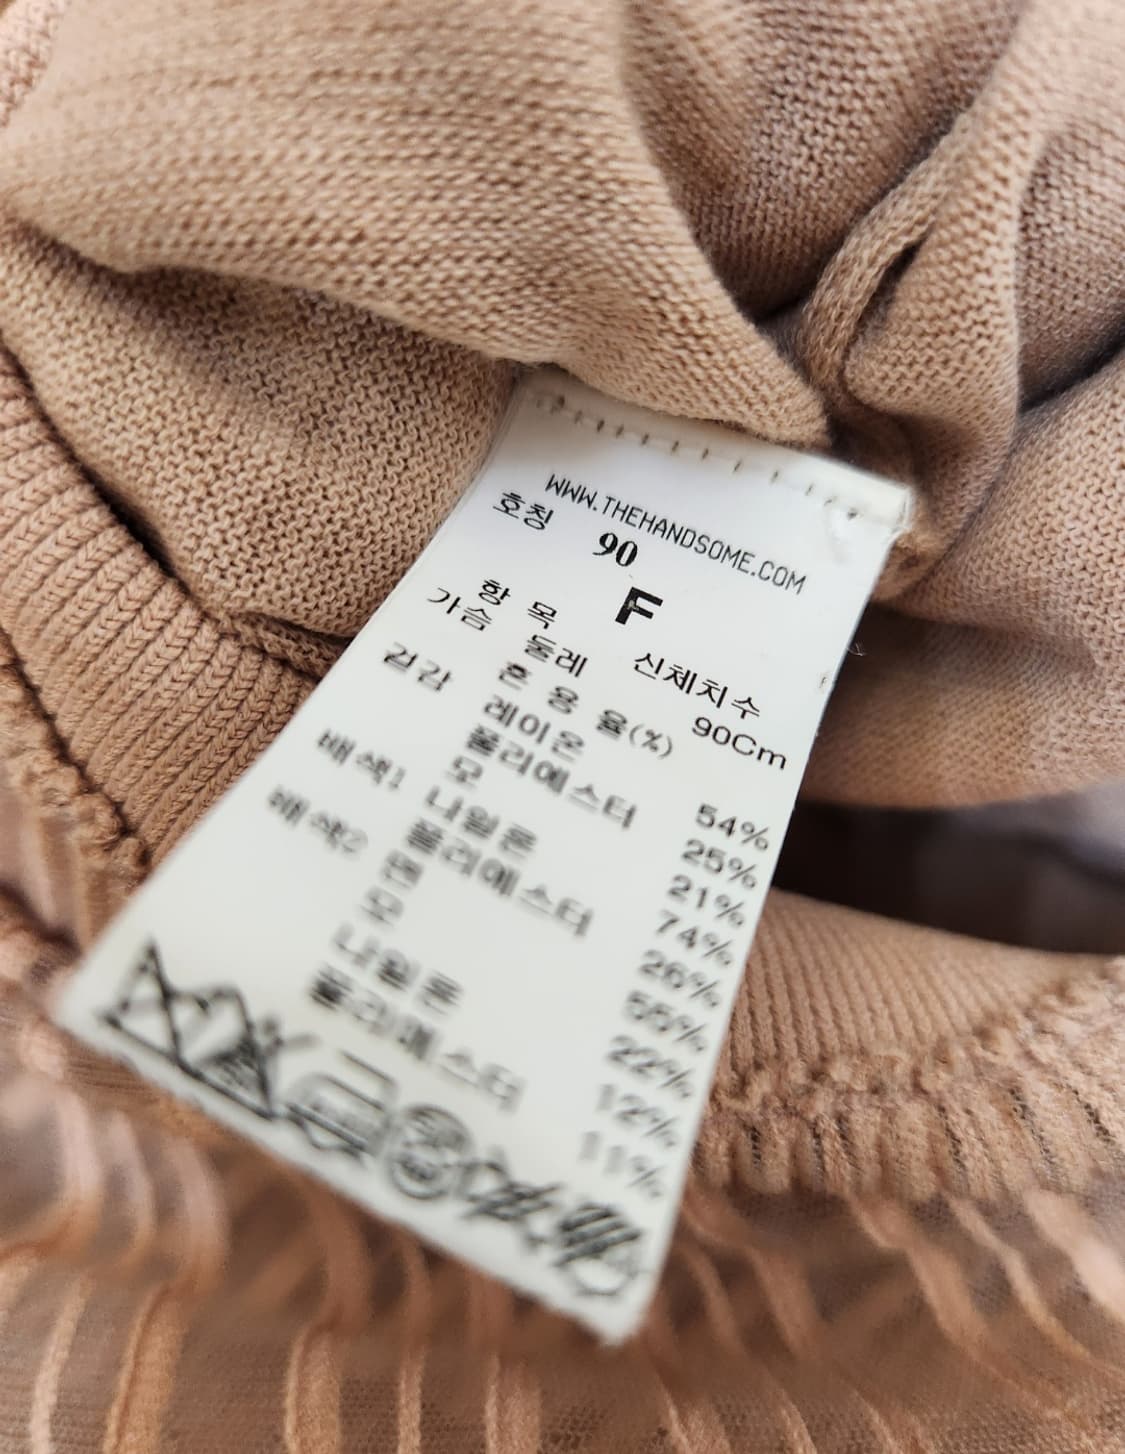 WWW.THEHANDSOME.COM
호칭 90
F
항 목 신체치수
가슴 둘레 90Cm
혼 용 율(%)
겉감 레이온 54%
폴리에스터 25%
모 21%
배색1 나일론 74%
폴리에스터 26%
배색2 면 55%
모 22%
나일론 12%
폴리에스터 11%